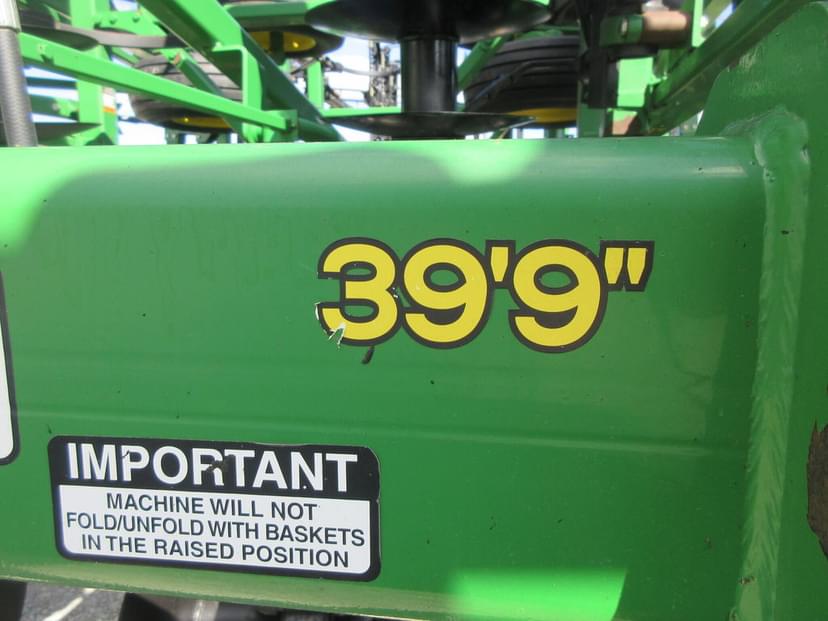 39'9"
IMPORTANT
MACHINE WILL NOT
FOLD/UNFOLD WITH BASKETS
IN THE RAISED POSITION